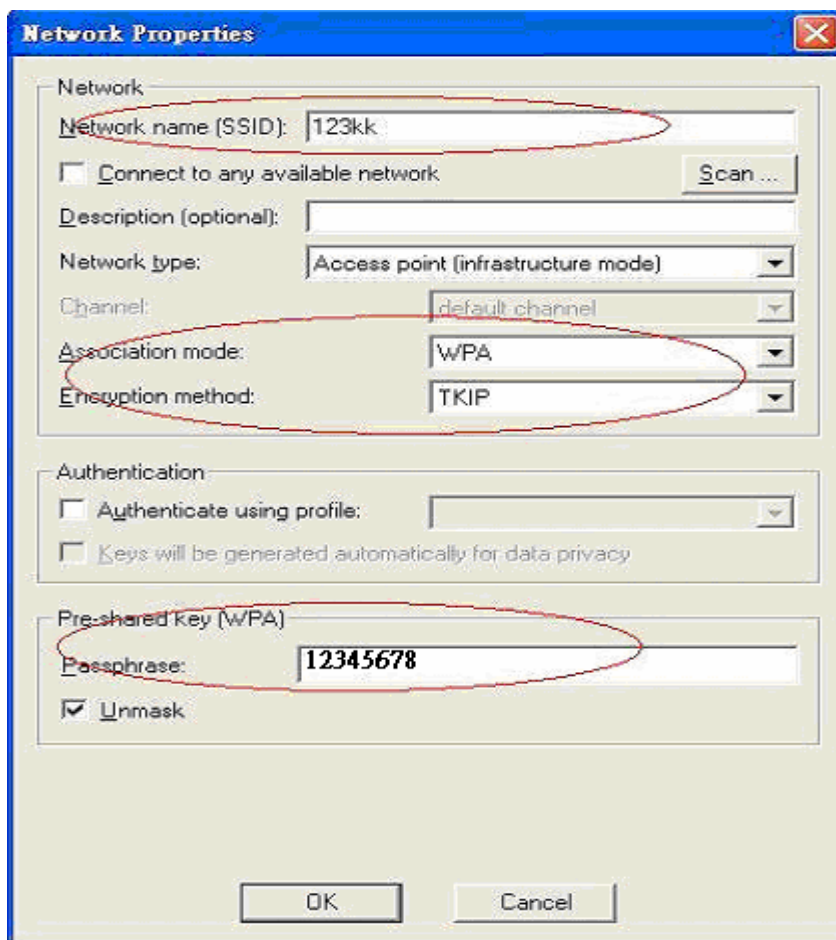 Network Properties
Network
Network name (SSID): 123kk
Connect to any available network Scan ...
Description (optional):
Network type: Access point (infrastructure mode)
Channel: default channel
Association mode: WPA
Encryption method: TKIP
Authentication
Authenticate using profile:
Keys will be generated automatically for data privacy
Pre-shared key (WPA)
Passphrase: 12345678
Unmask
OK Cancel